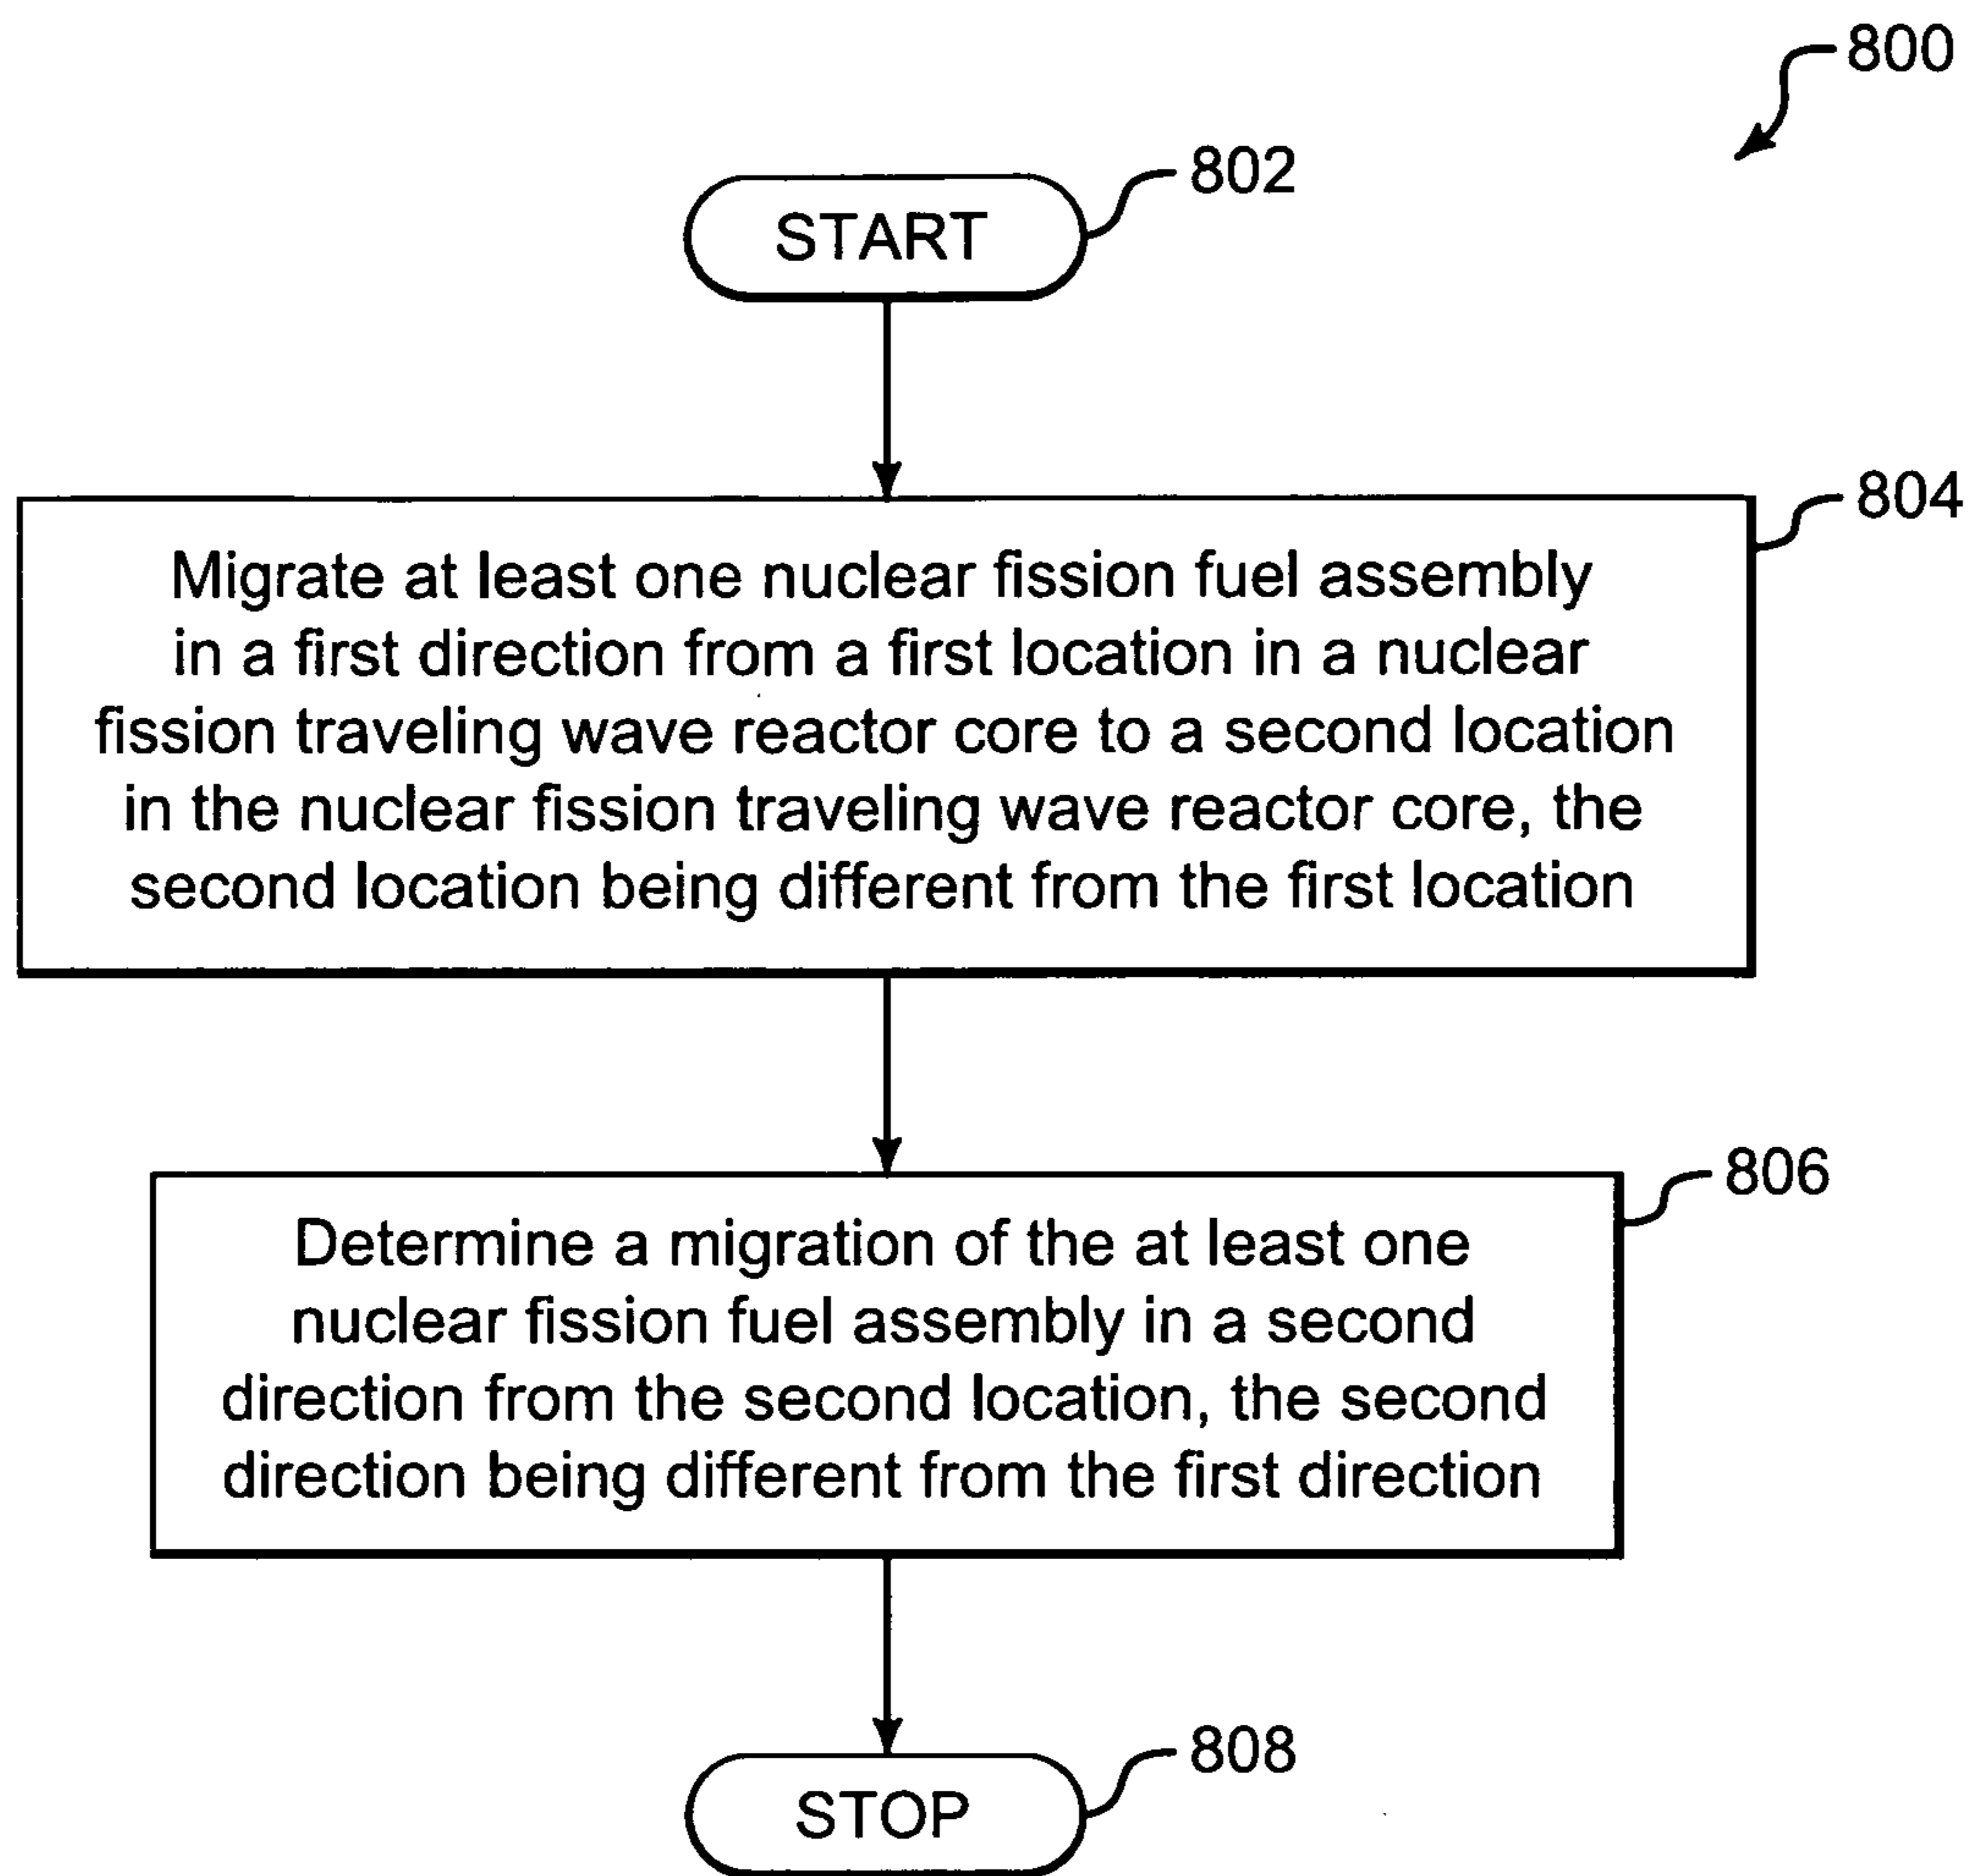 800
802
START
804
Migrate at least one nuclear fission fuel assembly
in a first direction from a first location in a nuclear
fission traveling wave reactor core to a second location
in the nuclear fission traveling wave reactor core, the
second location being different from the first location
806
Determine a migration of the at least one
nuclear fission fuel assembly in a second
direction from the second location, the second
direction being different from the first direction
808
STOP